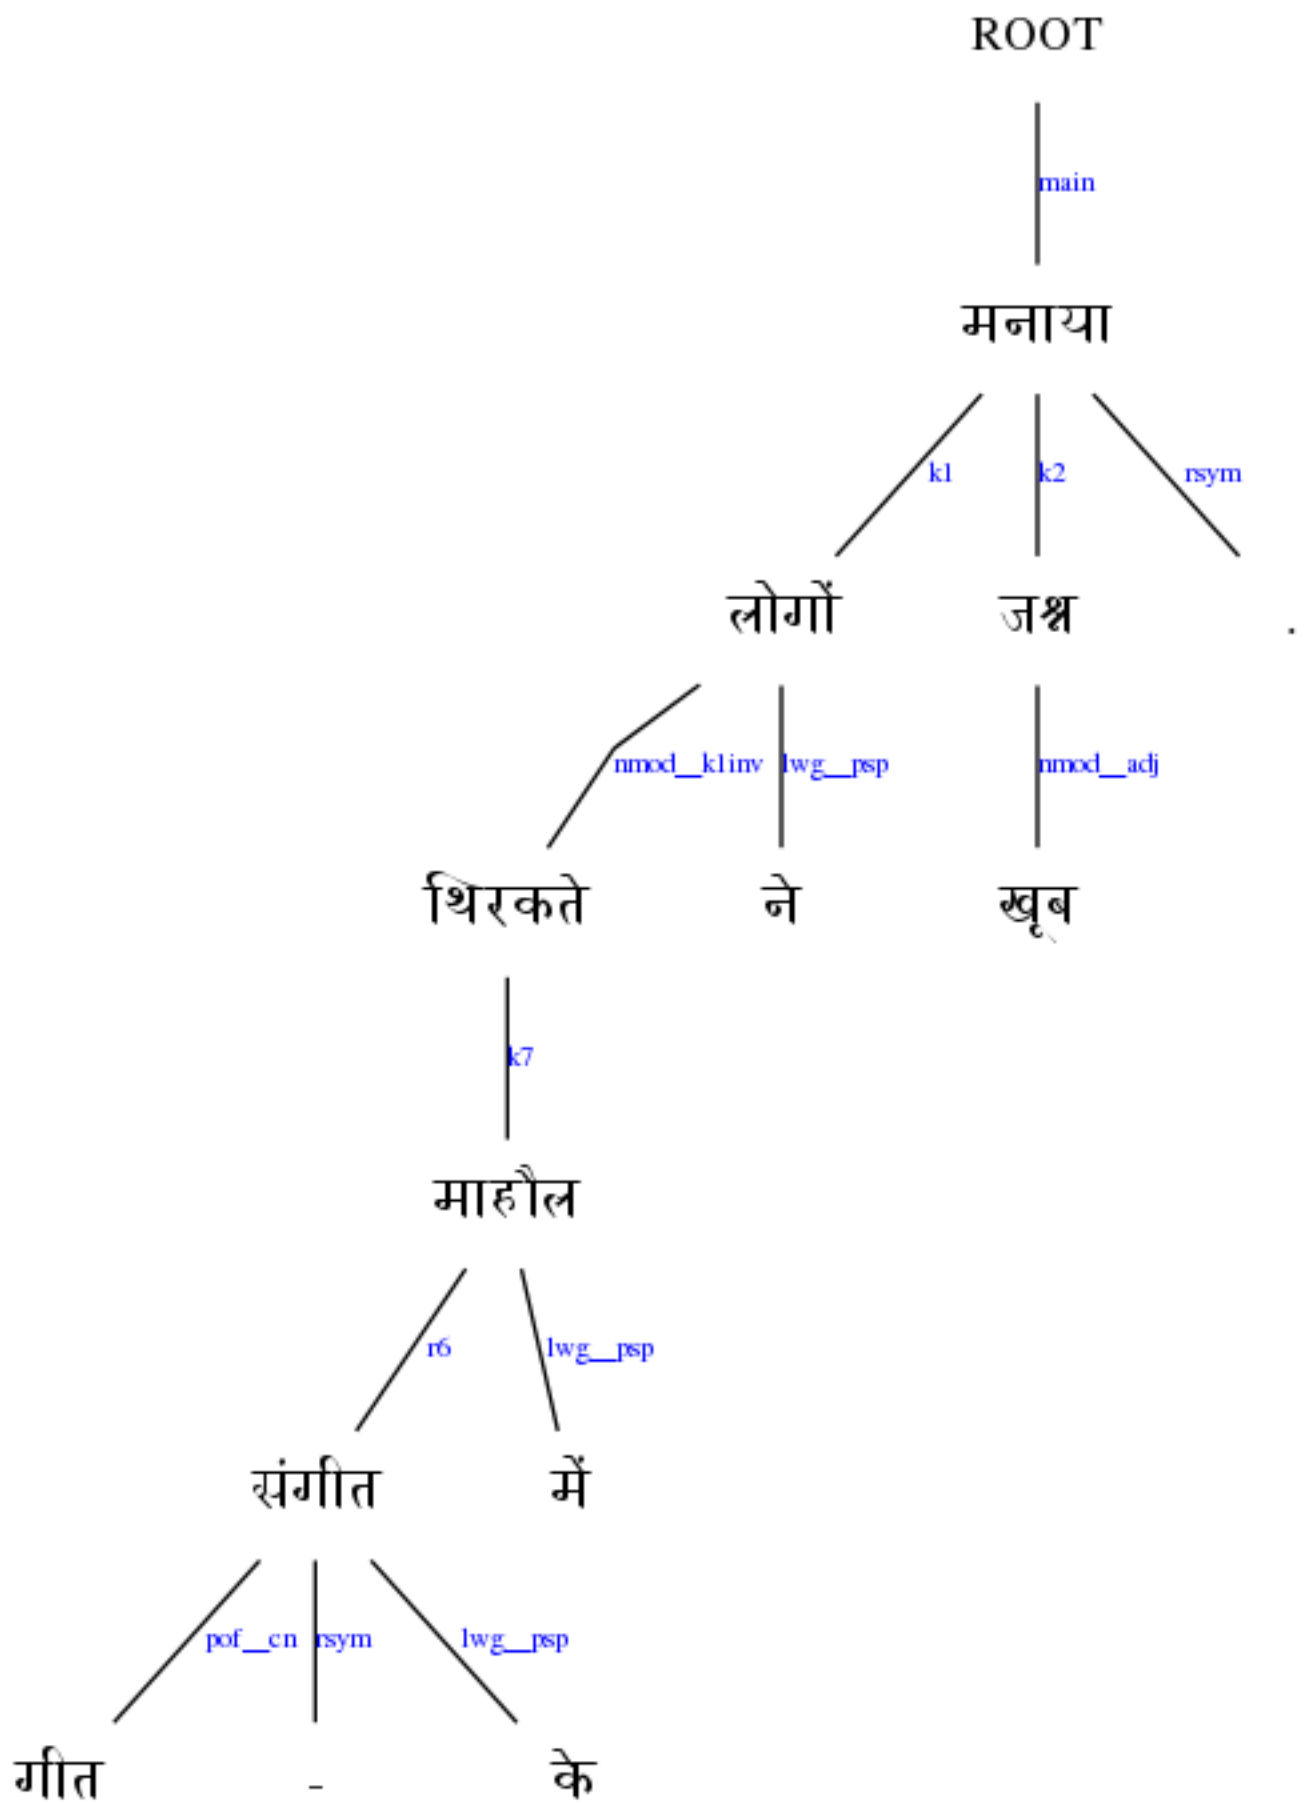 ROOT
main
मनाया
k1 k2 rsym
लोगों जश्न .
nmod__k1inv lwg__psp nmod__adj
थिरकते ने खूब
k7
माहौल
r6 lwg__psp
संगीत में
pof__cn rsym lwg__psp
गीत - के